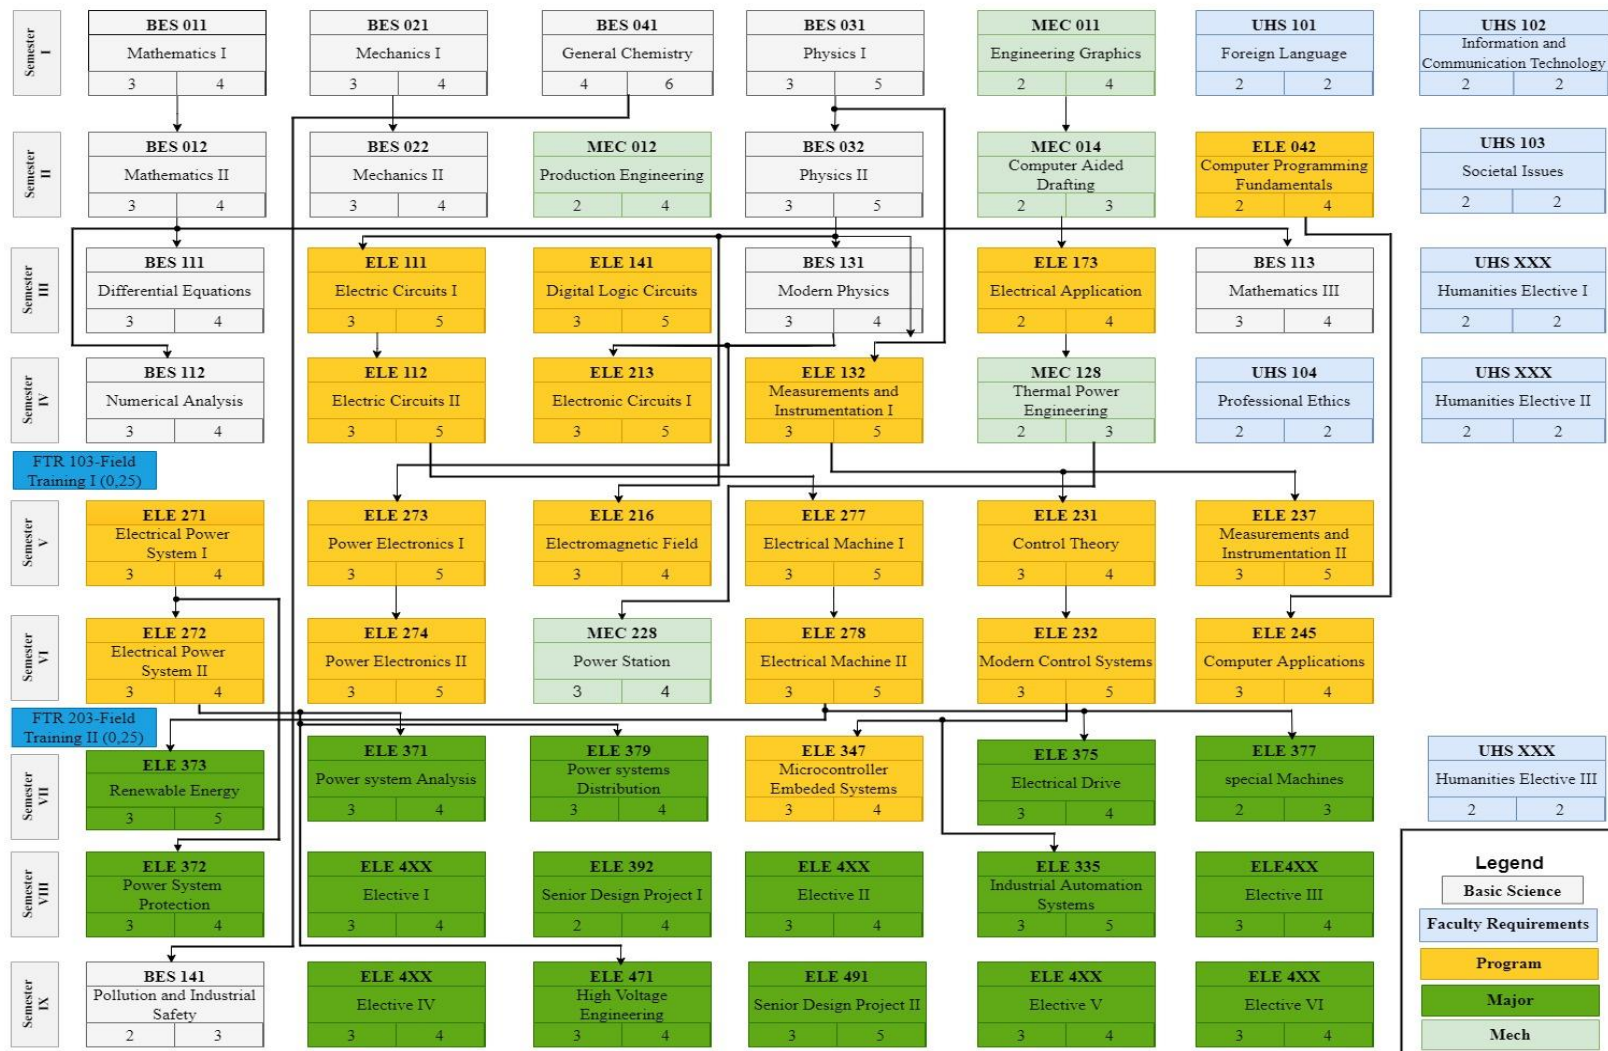 Semester I
BES 011
Mathematics I
3 4
BES 021
Mechanics I
3 4
BES 041
General Chemistry
4 6
BES 031
Physics I
3 5
MEC 011
Engineering Graphics
2 4
UHS 101
Foreign Language
2 2
UHS 102
Information and
Communication Technology
2 2
Semester II
BES 012
Mathematics II
3 4
BES 022
Mechanics II
3 4
MEC 012
Production Engineering
2 4
BES 032
Physics II
3 5
MEC 014
Computer Aided
Drafting
2 3
ELE 042
Computer Programming
Fundamentals
2 4
UHS 103
Societal Issues
2 2
Semester III
BES 111
Differential Equations
3 4
ELE 111
Electric Circuits I
3 5
ELE 141
Digital Logic Circuits
3 5
BES 131
Modern Physics
3 4
ELE 173
Electrical Application
2 4
BES 113
Mathematics III
3 4
UHS XXX
Humanities Elective I
2 2
Semester IV
BES 112
Numerical Analysis
3 4
ELE 112
Electric Circuits II
3 5
ELE 213
Electronic Circuits I
3 5
ELE 132
Measurements and
Instrumentation I
3 5
MEC 128
Thermal Power
Engineering
2 3
UHS 104
Professional Ethics
2 2
UHS XXX
Humanities Elective II
2 2
FTR 103-Field
Training I (0,25)
Semester V
ELE 271
Electrical Power
System I
3 4
ELE 273
Power Electronics I
3 5
ELE 216
Electromagnetic Field
3 4
ELE 277
Electrical Machine I
3 5
ELE 231
Control Theory
3 4
ELE 237
Measurements and
Instrumentation II
3 5
Semester VI
ELE 272
Electrical Power
System II
3 4
ELE 274
Power Electronics II
3 5
MEC 228
Power Station
3 4
ELE 278
Electrical Machine II
3 5
ELE 232
Modern Control Systems
3 5
ELE 245
Computer Applications
3 4
FTR 203-Field
Training II (0,25)
Semester VII
ELE 373
Renewable Energy
3 5
ELE 371
Power system Analysis
3 4
ELE 379
Power systems
Distribution
3 4
ELE 347
Microcontroller
Embeded Systems
3 4
ELE 375
Electrical Drive
3 4
ELE 377
special Machines
2 3
UHS XXX
Humanities Elective III
2 2
Semester VIII
ELE 372
Power System
Protection
3 4
ELE 4XX
Elective I
3 4
ELE 392
Senior Design Project I
2 4
ELE 4XX
Elective II
3 4
ELE 335
Industrial Automation
Systems
3 5
ELE4XX
Elective III
3 4
Semester IX
BES 141
Pollution and Industrial
Safety
2 3
ELE 4XX
Elective IV
3 4
ELE 471
High Voltage
Engineering
3 4
ELE 491
Senior Design Project II
3 5
ELE 4XX
Elective V
3 4
ELE 4XX
Elective VI
3 4
Legend
Basic Science
Faculty Requirements
Program
Major
Mech